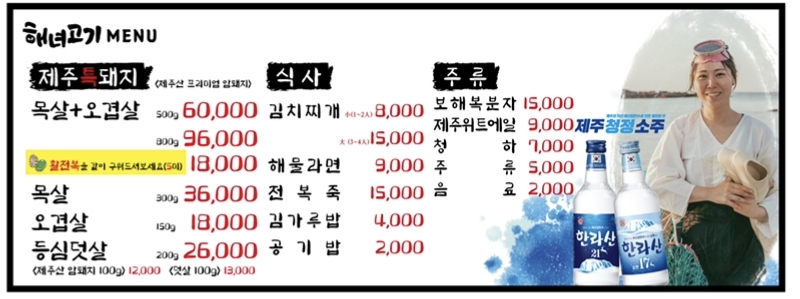 해녀고기 MENU
제주특돼지 <제주산 프리미엄 암돼지>
목살+오겹살 500g 60,000
800g 96,000
활전복을 같이 구워드셔보세요(5미) 18,000
목살 300g 36,000
오겹살 150g 18,000
등심덧살 200g 26,000
<제주산 암돼지 100g> 12,000 <덧살 100g> 13,000
식사
김치찌개 小(1~2人) 8,000
大(3~4人) 15,000
해물라면 9,000
전복죽 15,000
김가루밥 4,000
공기밥 2,000
주류
보해복분자 15,000
제주위트에일 9,000
청하 7,000
주류 5,000
음료 2,000
제주청정소주
한라산 21
한라산 17